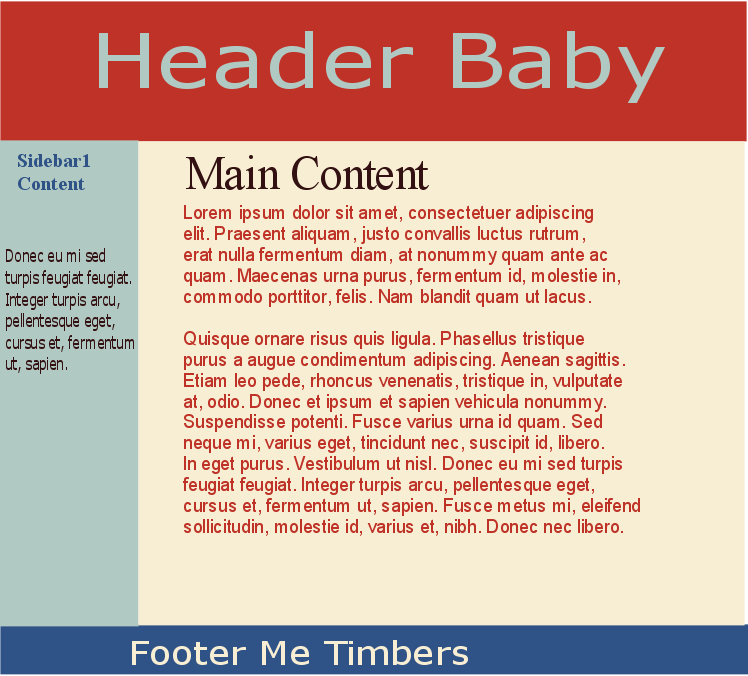 Header Baby
Sidebar1
Content
Donec eu mi sed
turpis feugiat feugiat.
Integer turpis arcu,
pellentesque eget,
cursus et, fermentum
ut, sapien.
Main Content
Lorem ipsum dolor sit amet, consectetuer adipiscing
elit. Praesent aliquam, justo convallis luctus rutrum,
erat nulla fermentum diam, at nonummy quam ante ac
quam. Maecenas urna purus, fermentum id, molestie in,
commodo porttitor, felis. Nam blandit quam ut lacus.
Quisque ornare risus quis ligula. Phasellus tristique
purus a augue condimentum adipiscing. Aenean sagittis.
Etiam leo pede, rhoncus venenatis, tristique in, vulputate
at, odio. Donec et ipsum et sapien vehicula nonummy.
Suspendisse potenti. Fusce varius urna id quam. Sed
neque mi, varius eget, tincidunt nec, suscipit id, libero.
In eget purus. Vestibulum ut nisl. Donec eu mi sed turpis
feugiat feugiat. Integer turpis arcu, pellentesque eget,
cursus et, fermentum ut, sapien. Fusce metus mi, eleifend
sollicitudin, molestie id, varius et, nibh. Donec nec libero.
Footer Me Timbers